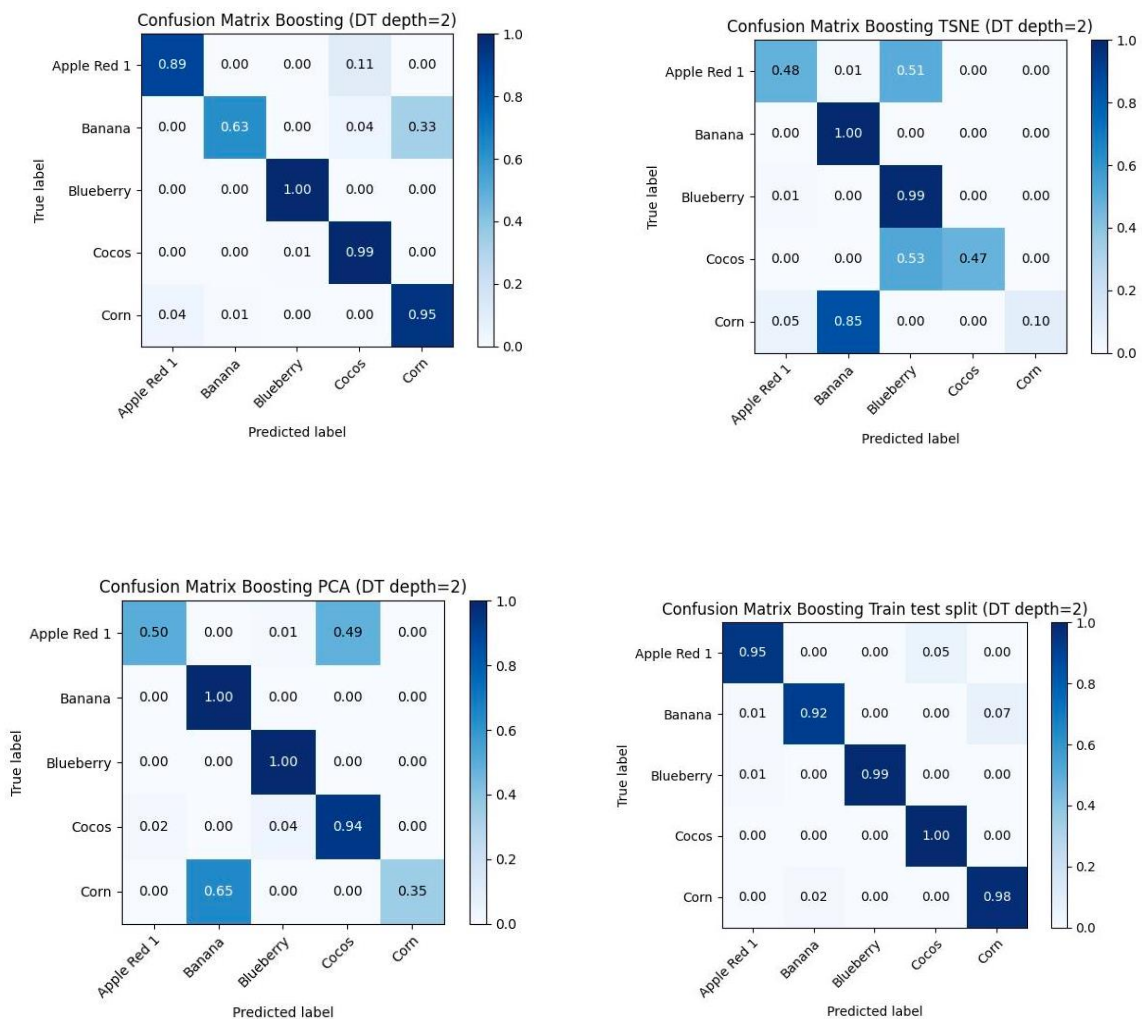 Confusion Matrix Boosting (DT depth=2)
True label
Apple Red 1 0.89 0.00 0.00 0.11 0.00
Banana 0.00 0.63 0.00 0.04 0.33
Blueberry 0.00 0.00 1.00 0.00 0.00
Cocos 0.00 0.00 0.01 0.99 0.00
Corn 0.04 0.01 0.00 0.00 0.95
Apple Red 1 Banana Blueberry Cocos Corn
Predicted label
1.0
0.8
0.6
0.4
0.2
0.0
Confusion Matrix Boosting TSNE (DT depth=2)
True label
Apple Red 1 0.48 0.01 0.51 0.00 0.00
Banana 0.00 1.00 0.00 0.00 0.00
Blueberry 0.01 0.00 0.99 0.00 0.00
Cocos 0.00 0.00 0.53 0.47 0.00
Corn 0.05 0.85 0.00 0.00 0.10
Apple Red 1 Banana Blueberry Cocos Corn
Predicted label
1.0
0.8
0.6
0.4
0.2
0.0
Confusion Matrix Boosting PCA (DT depth=2)
True label
Apple Red 1 0.50 0.00 0.01 0.49 0.00
Banana 0.00 1.00 0.00 0.00 0.00
Blueberry 0.00 0.00 1.00 0.00 0.00
Cocos 0.02 0.00 0.04 0.94 0.00
Corn 0.00 0.65 0.00 0.00 0.35
Apple Red 1 Banana Blueberry Cocos Corn
Predicted label
1.0
0.8
0.6
0.4
0.2
0.0
Confusion Matrix Boosting Train test split (DT depth=2)
True label
Apple Red 1 0.95 0.00 0.00 0.05 0.00
Banana 0.01 0.92 0.00 0.00 0.07
Blueberry 0.01 0.00 0.99 0.00 0.00
Cocos 0.00 0.00 0.00 1.00 0.00
Corn 0.00 0.02 0.00 0.00 0.98
Apple Red 1 Banana Blueberry Cocos Corn
Predicted label
1.0
0.8
0.6
0.4
0.2
0.0